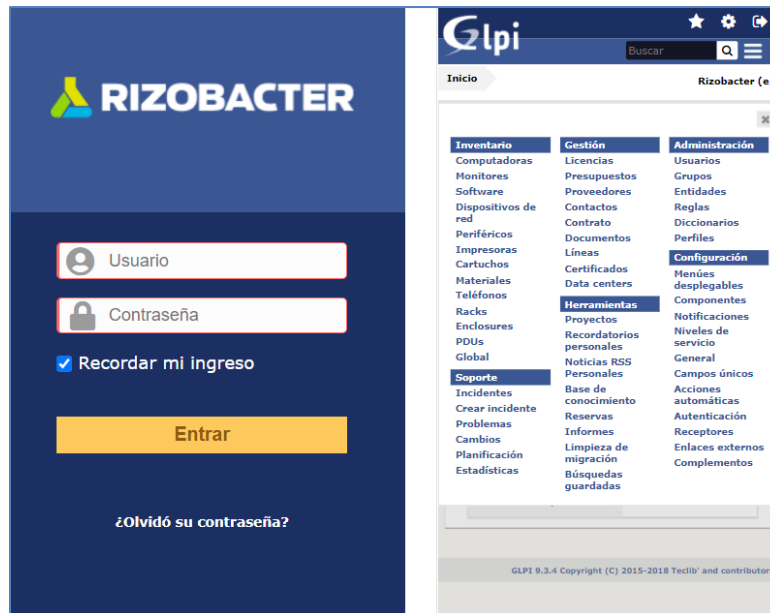 RIZOBACTER
Usuario
Contraseña
Recordar mi ingreso
Entrar
¿Olvidó su contraseña?
Glpi
Buscar
Inicio
Rizobacter (e
Inventario
Computadoras
Monitores
Software
Dispositivos de
red
Periféricos
Impresoras
Cartuchos
Materiales
Teléfonos
Racks
Enclosures
PDUs
Global
Soporte
Incidentes
Crear incidente
Problemas
Cambios
Planificación
Estadísticas
Gestión
Licencias
Presupuestos
Proveedores
Contactos
Contrato
Documentos
Líneas
Certificados
Data centers
Herramientas
Proyectos
Recordatorios
personales
Noticias RSS
Personales
Base de
conocimiento
Reservas
Informes
Limpieza de
migración
Búsquedas
guardadas
Administración
Usuarios
Grupos
Entidades
Reglas
Diccionarios
Perfiles
Configuración
Menúes
desplegables
Componentes
Notificaciones
Niveles de
servicio
General
Campos únicos
Acciones
automáticas
Autenticación
Receptores
Enlaces externos
Complementos
GLPI 9.3.4 Copyright (C) 2015-2018 Teclib' and contributor